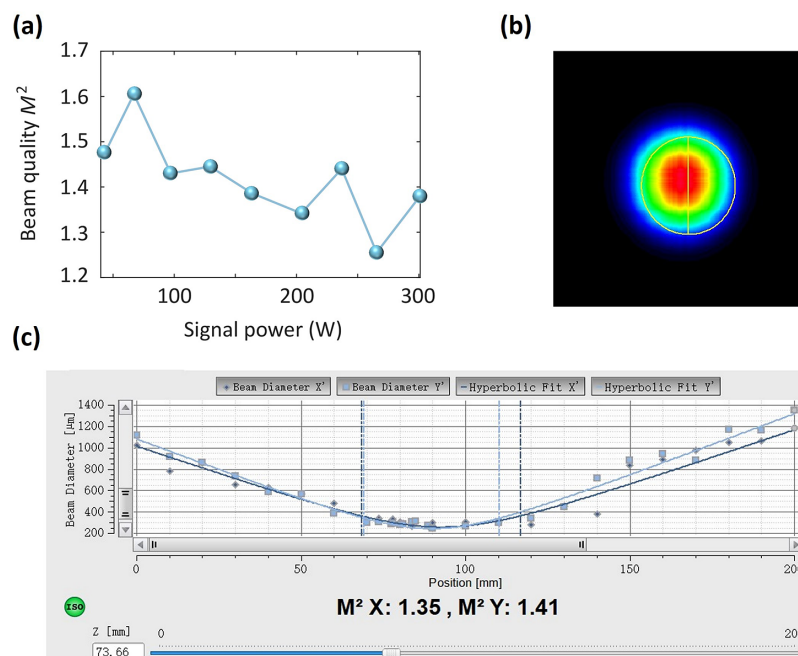 (a)
1.7
1.6
1.5
1.4
1.3
1.2
Beam quality M²
100 200 300
Signal power (W)
(b)
(c)
Beam Diameter X' Beam Diameter Y' Hyperbolic Fit X' Hyperbolic Fit Y'
1400
1200
1000
800
600
400
200
Beam Diameter [µm]
0 50 100 150 20
Position [mm]
ISO
M² X: 1.35 , M² Y: 1.41
Z [mm] 0 20
73.66